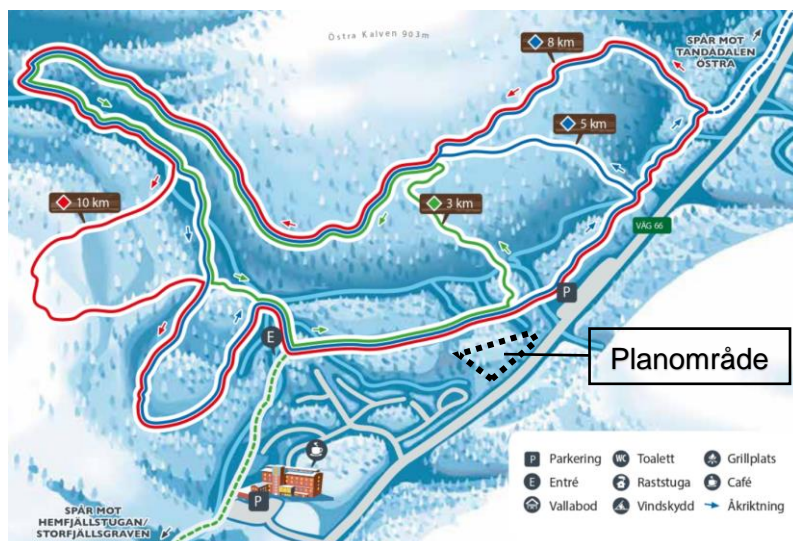 Östra Kalven 903m
8 km
SPÅR MOT
TANDADALEN
ÖSTRA
5 km
10 km
3 km
VÄG 66
P
E
Planområde
P
P Parkering
WC Toalett
Grillplats
E Entré
Raststuga
Café
Vallabod
Vindskydd
Åkriktning
SPÅR MOT
HEMFJÄLLSTUGAN/
STORFJÄLLSGRAVEN